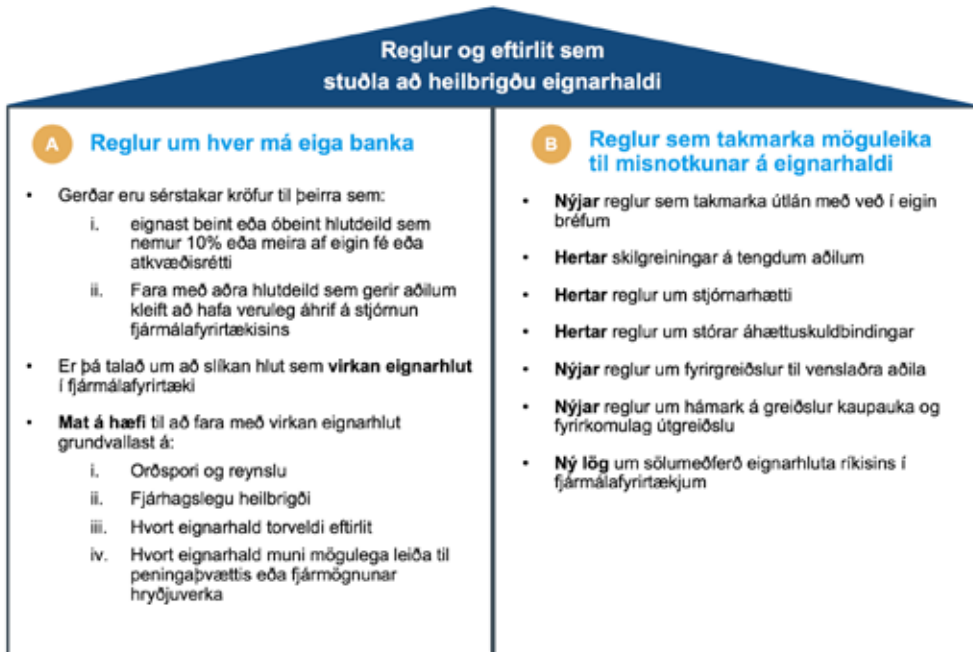 Reglur og eftirlit sem
stuðla að heilbrigðu eignarhaldi
A
Reglur um hver má eiga banka
• Gerðar eru sérstakar kröfur til þeirra sem:
i. eignast beint eða óbeint hlutdeild sem
nemur 10% eða meira af eigin fé eða
atkvæðisrétti
ii. Fara með aðra hlutdeild sem gerir aðilum
kleift að hafa veruleg áhrif á stjórnun
fjármálafyrirtækisins
• Er þá talað um að slíkan hlut sem virkan eignarhlut
í fjármálafyrirtæki
• Mat á hæfi til að fara með virkan eignarhlut
grundvallast á:
i. Orðspori og reynslu
ii. Fjárhagslegu heilbrigði
iii. Hvort eignarhald torveldi eftirlit
iv. Hvort eignarhald muni mögulega leiða til
peningaþvættis eða fjármögnunar
hryðjuverka
B
Reglur sem takmarka möguleika
til misnotkunar á eignarhaldi
• Nýjar reglur sem takmarka útlán með veð í eigin
bréfum
• Hertar skilgreiningar á tengdum aðilum
• Hertar reglur um stjórnarhætti
• Hertar reglur um stórar áhættuskuldbindingar
• Nýjar reglur um fyrirgreiðslur til venslaðra aðila
• Nýjar reglur um hámark á greiðslur kaupauka og
fyrirkomulag útgreiðslu
• Ný lög um sölumeðferð eignarhluta ríkisins í
fjármálafyrirtækjum